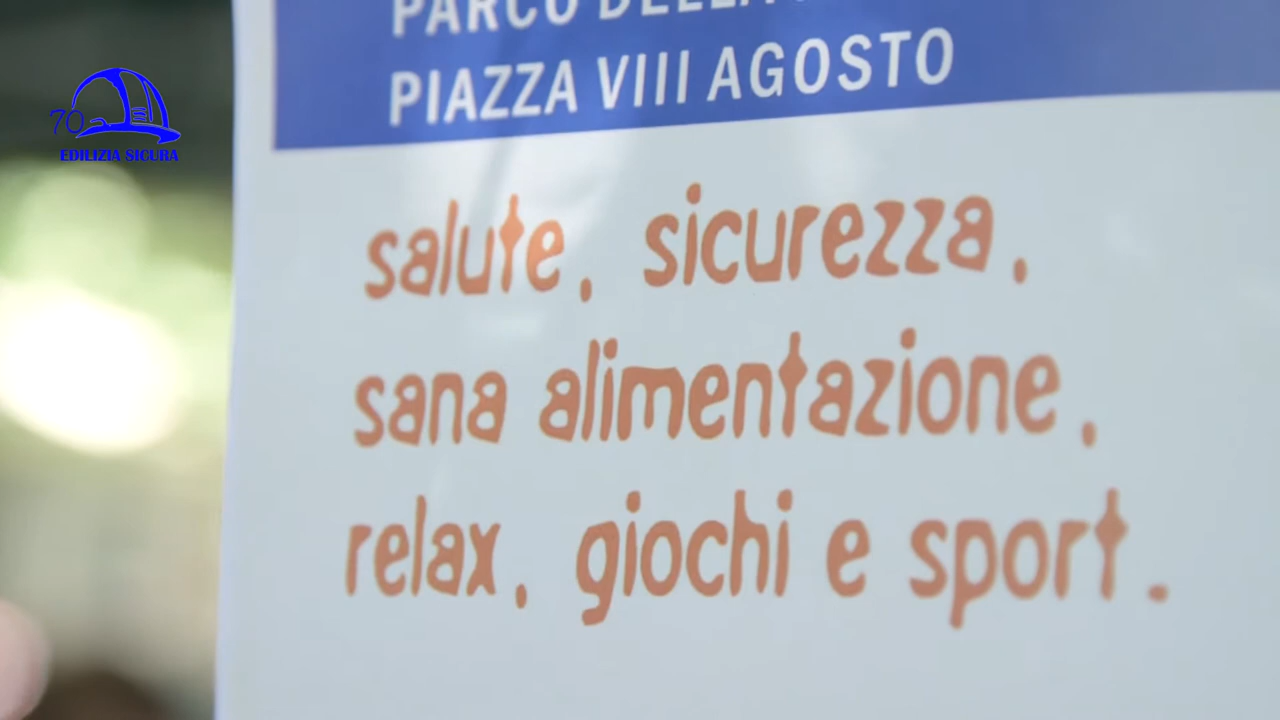 PARCO DELLA
PIAZZA VIII AGOSTO
70
EDILIZIA SICURA
salute, sicurezza,
sana alimentazione,
relax, giochi e sport.